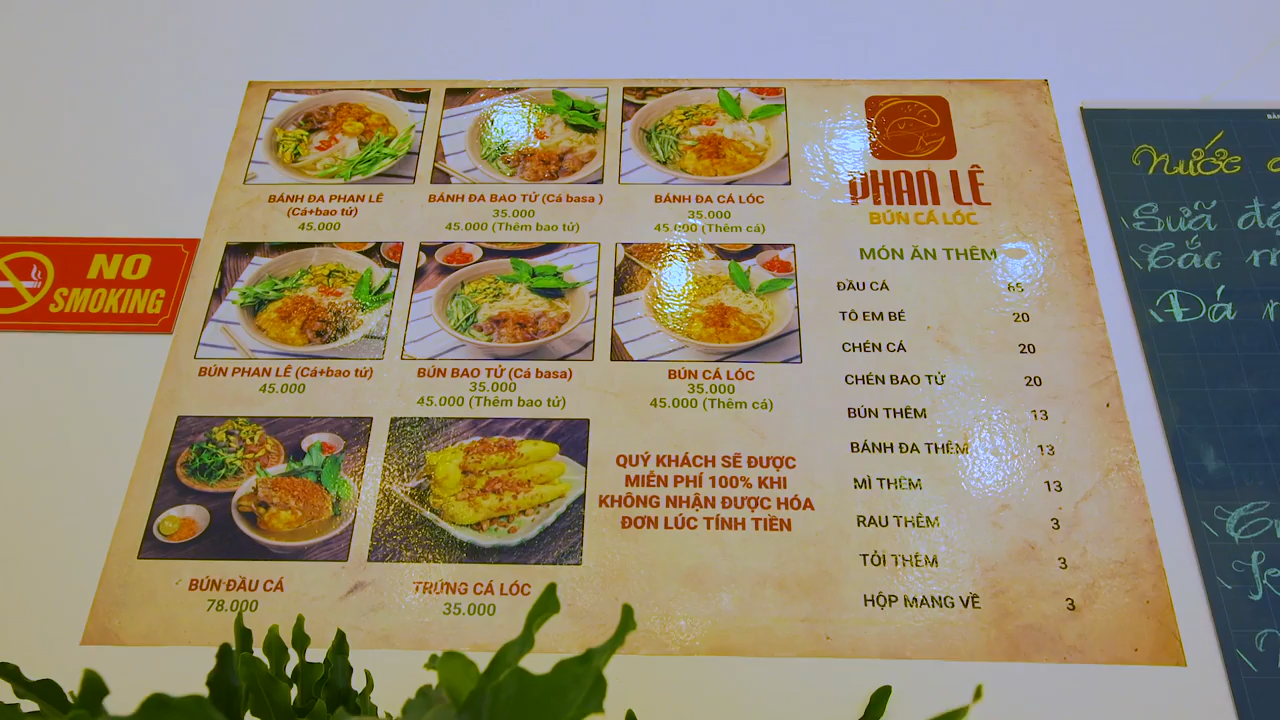 NO
SMOKING
BÁNH ĐA PHAN LÊ
(Cá+bao tử)
45.000
BÁNH ĐA BAO TỬ (Cá basa )
35.000
45.000 (Thêm bao tử)
BÁNH ĐA CÁ LÓC
35.000
45.000 (Thêm cá)
BÚN PHAN LÊ (Cá+bao tử)
45.000
BÚN BAO TỬ (Cá basa)
35.000
45.000 (Thêm bao tử)
BÚN CÁ LÓC
35.000
45.000 (Thêm cá)
BÚN ĐẦU CÁ
78.000
TRỨNG CÁ LÓC
35.000
QUÝ KHÁCH SẼ ĐƯỢC
MIỄN PHÍ 100% KHI
KHÔNG NHẬN ĐƯỢC HÓA
ĐƠN LÚC TÍNH TIỀN
PHAN LÊ
BÚN CÁ LÓC
MÓN ĂN THÊM
ĐẦU CÁ 65
TÔ EM BÉ 20
CHÉN CÁ 20
CHÉN BAO TỬ 20
BÚN THÊM 13
BÁNH ĐA THÊM 13
MÌ THÊM 13
RAU THÊM 3
TỎI THÊM 3
HỘP MANG VỀ 3
Nước
Sữa
Tắc
Đá